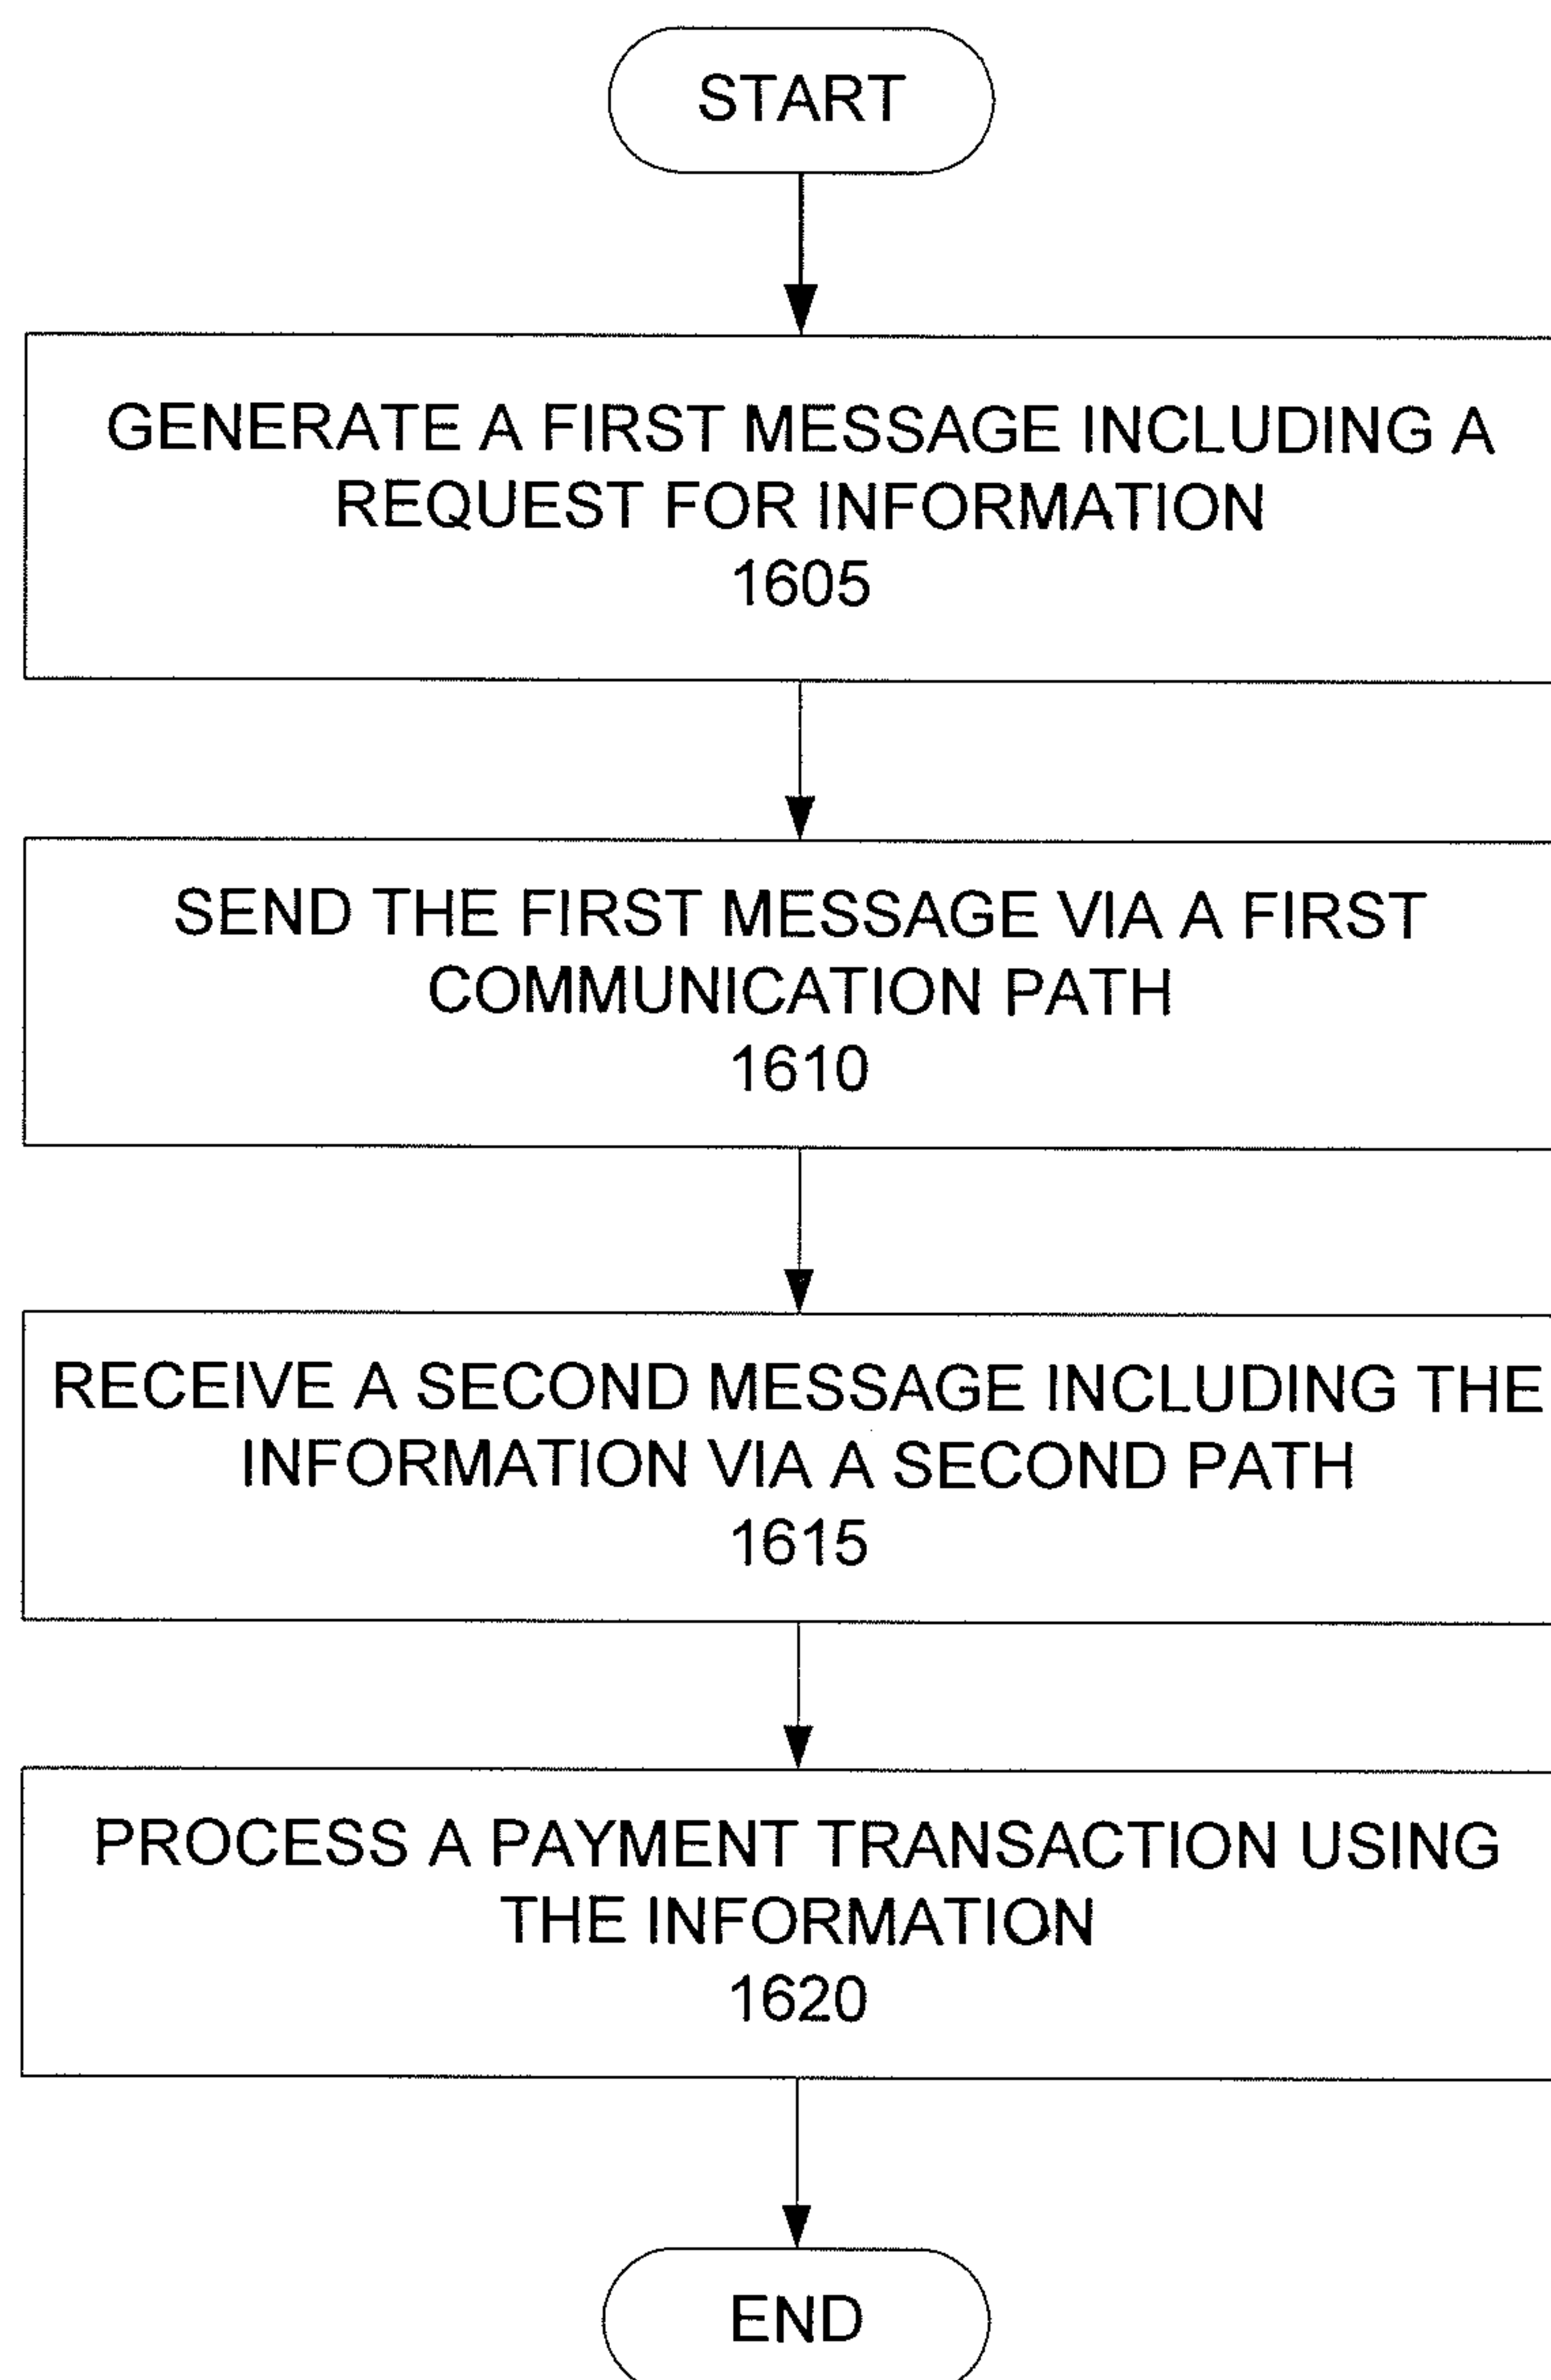 START
GENERATE A FIRST MESSAGE INCLUDING A
REQUEST FOR INFORMATION
1605
SEND THE FIRST MESSAGE VIA A FIRST
COMMUNICATION PATH
1610
RECEIVE A SECOND MESSAGE INCLUDING THE
INFORMATION VIA A SECOND PATH
1615
PROCESS A PAYMENT TRANSACTION USING
THE INFORMATION
1620
END